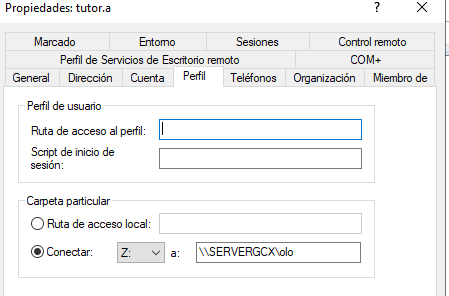 Propiedades: tutor.a
Marcado Entorno Sesiones Control remoto
Perfil de Servicios de Escritorio remoto COM+
General Dirección Cuenta Perfil Teléfonos Organización Miembro de
Perfil de usuario
Ruta de acceso al perfil:
Script de inicio de
sesión:
Carpeta particular
Ruta de acceso local:
Conectar: Z: a: \\SERVERGCX\olo